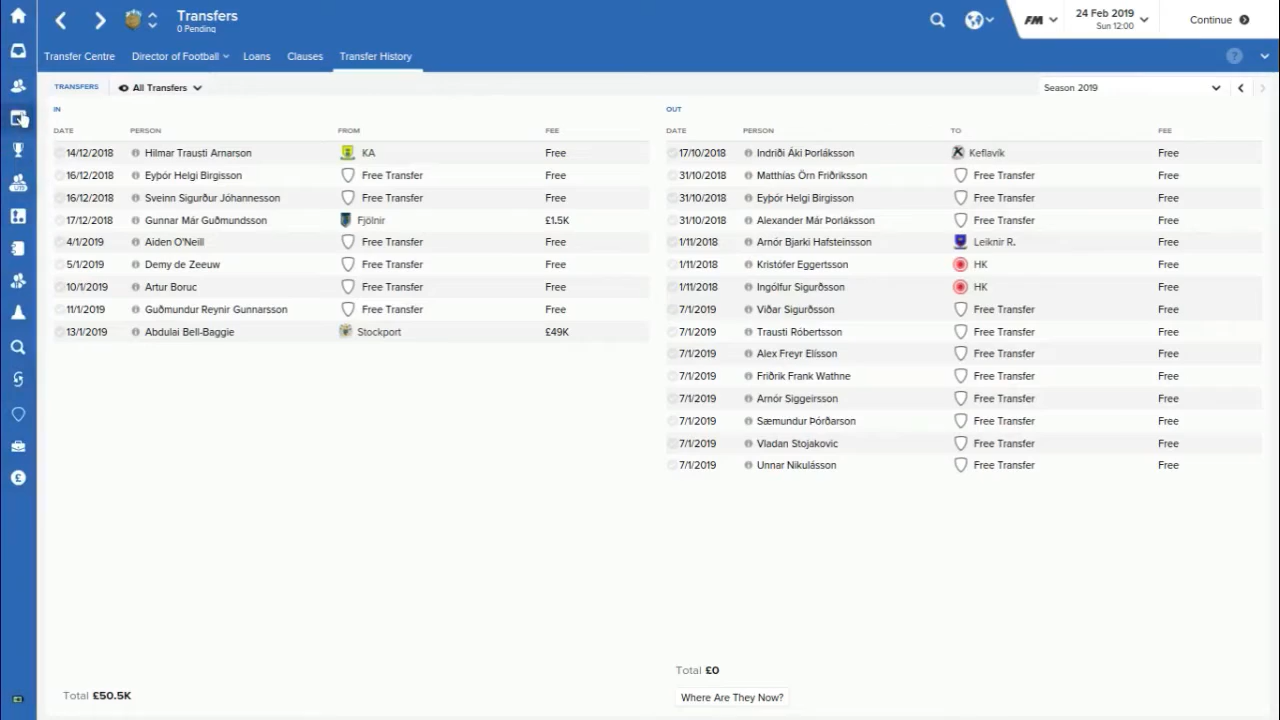 Transfers
0 Pending
FM
24 Feb 2019
Sun 12:00
Continue
Transfer Centre Director of Football Loans Clauses Transfer History
?
TRANSFERS All Transfers Season 2019
IN
DATE PERSON FROM FEE
14/12/2018 Hilmar Trausti Arnarson KA Free
16/12/2018 Eyþór Helgi Birgisson Free Transfer Free
16/12/2018 Sveinn Sigurður Jóhannesson Free Transfer Free
17/12/2018 Gunnar Már Guðmundsson Fjölnir £1.5K
4/1/2019 Aiden O'Neill Free Transfer Free
5/1/2019 Demy de Zeeuw Free Transfer Free
10/1/2019 Artur Boruc Free Transfer Free
11/1/2019 Guðmundur Reynir Gunnarsson Free Transfer Free
13/1/2019 Abdulai Bell-Baggie Stockport £49K
Total £50.5K
OUT
DATE PERSON TO FEE
17/10/2018 Indriði Áki Þorláksson Keflavík Free
31/10/2018 Matthías Örn Friðriksson Free Transfer Free
31/10/2018 Eyþór Helgi Birgisson Free Transfer Free
31/10/2018 Alexander Már Þorláksson Free Transfer Free
1/11/2018 Arnór Bjarki Hafsteinsson Leiknir R. Free
1/11/2018 Kristófer Eggertsson HK Free
1/11/2018 Ingólfur Sigurðsson HK Free
7/1/2019 Viðar Sigurðsson Free Transfer Free
7/1/2019 Trausti Róbertsson Free Transfer Free
7/1/2019 Alex Freyr Elísson Free Transfer Free
7/1/2019 Friðrik Frank Wathne Free Transfer Free
7/1/2019 Arnór Siggeirsson Free Transfer Free
7/1/2019 Sæmundur Þórðarson Free Transfer Free
7/1/2019 Vladan Stojakovic Free Transfer Free
7/1/2019 Unnar Nikulásson Free Transfer Free
Total £0
Where Are They Now?